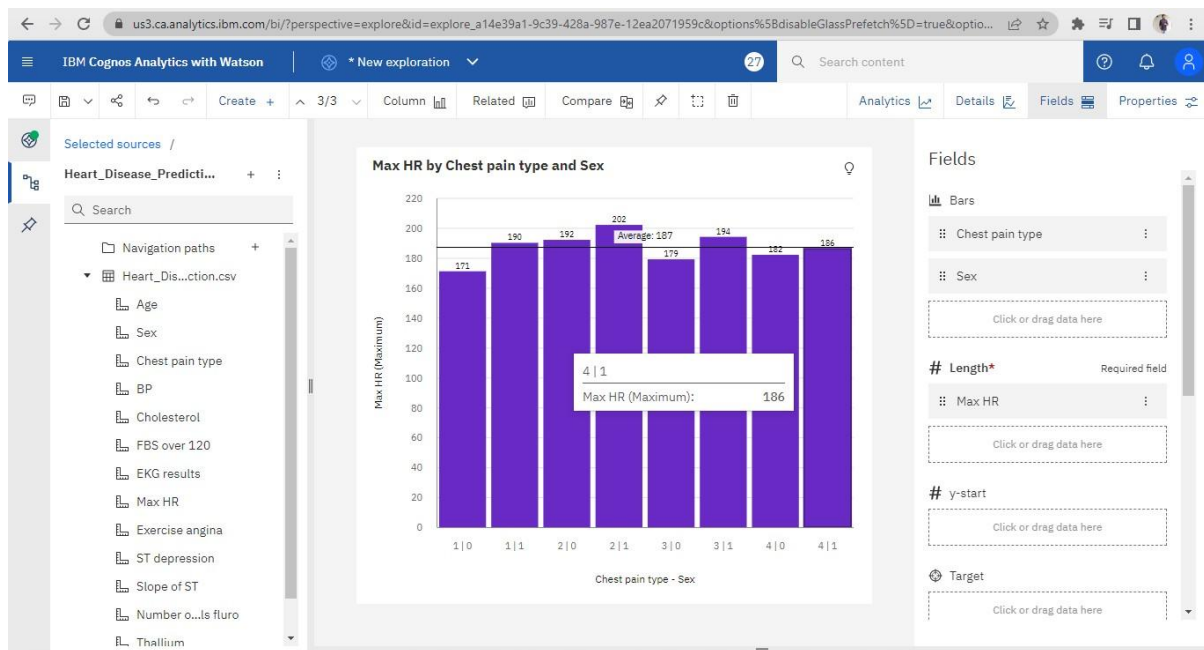 us3.ca.analytics.ibm.com/bi/?perspective=explore&id=explore_a14e39a1-9c39-428a-987e-12ea2071959c&options%5BdisableGlassPrefetch%5D=true&optio...
IBM Cognos Analytics with Watson
* New exploration
27
Search content
Create +
3/3
Column
Related
Compare
Analytics
Details
Fields
Properties
Selected sources /
Heart_Disease_Predicti...
Search
Navigation paths
Heart_Dis...ction.csv
Age
Sex
Chest pain type
BP
Cholesterol
FBS over 120
EKG results
Max HR
Exercise angina
ST depression
Slope of ST
Number o...ls fluro
Thallium
Max HR by Chest pain type and Sex
Max HR (Maximum)
220
200
180
160
140
120
100
80
60
40
20
0
171
190
192
202
179
194
182
186
Average: 187
4 | 1
Max HR (Maximum): 186
1 | 0
1 | 1
2 | 0
2 | 1
3 | 0
3 | 1
4 | 0
4 | 1
Chest pain type - Sex
Fields
Bars
Chest pain type
Sex
Click or drag data here
# Length*
Required field
Max HR
Click or drag data here
# y-start
Click or drag data here
Target
Click or drag data here